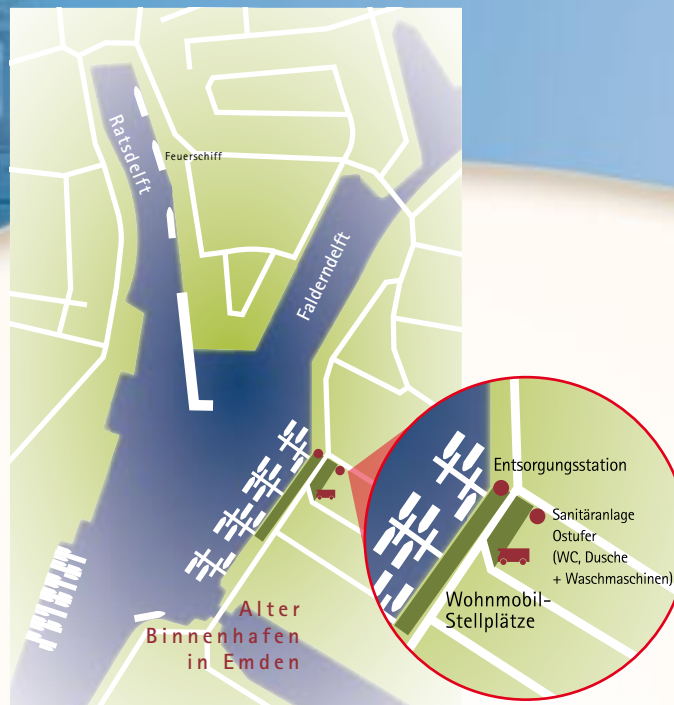 Ratsdelft
Feuerschiff
Falderndelft
Entsorgungsstation
Sanitäranlage
Ostufer
(WC, Dusche
+ Waschmaschinen)
Wohnmobil-
Stellplätze
Alter
Binnenhafen
in Emden